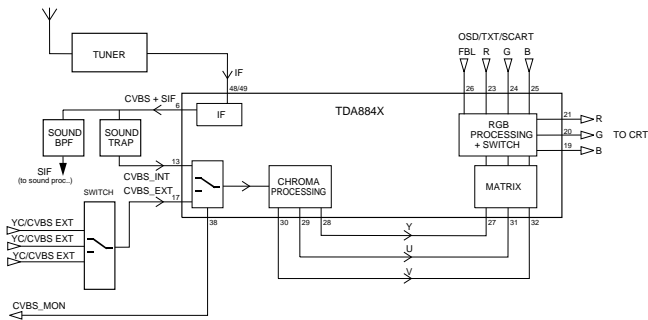 OSD/TXT/SCART
FBL R G B
TUNER
IF
48/49
26 23 24 25
CVBS + SIF
6
IF
TDA884X
SOUND
BPF
SOUND
TRAP
RGB
PROCESSING
+ SWITCH
21 R
20 G TO CRT
19 B
SIF
(to sound proc..)
13
CVBS_INT
CVBS_EXT
17
CHROMA
PROCESSING
MATRIX
SWITCH
38
30 29 28
27 31 32
YC/CVBS EXT
YC/CVBS EXT
YC/CVBS EXT
Y
U
V
CVBS_MON